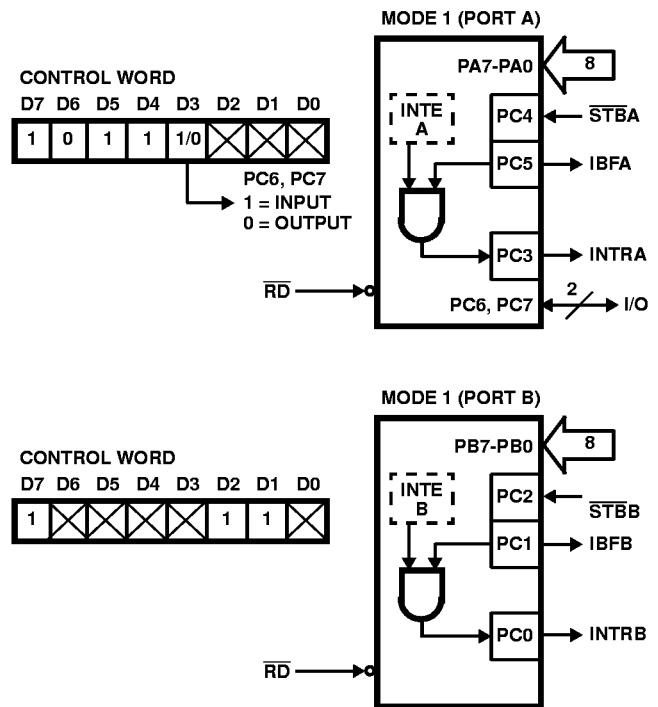 MODE 1 (PORT A)
CONTROL WORD
D7 D6 D5 D4 D3 D2 D1 D0
1 0 1 1 1/0
PC6, PC7
1 = INPUT
0 = OUTPUT
PA7-PA0
8
INTE
A
PC4
STBA
PC5
IBFA
PC3
INTRA
RD
PC6, PC7
2
I/O
MODE 1 (PORT B)
CONTROL WORD
D7 D6 D5 D4 D3 D2 D1 D0
1 1 1
PB7-PB0
8
INTE
B
PC2
STBB
PC1
IBFB
PC0
INTRB
RD